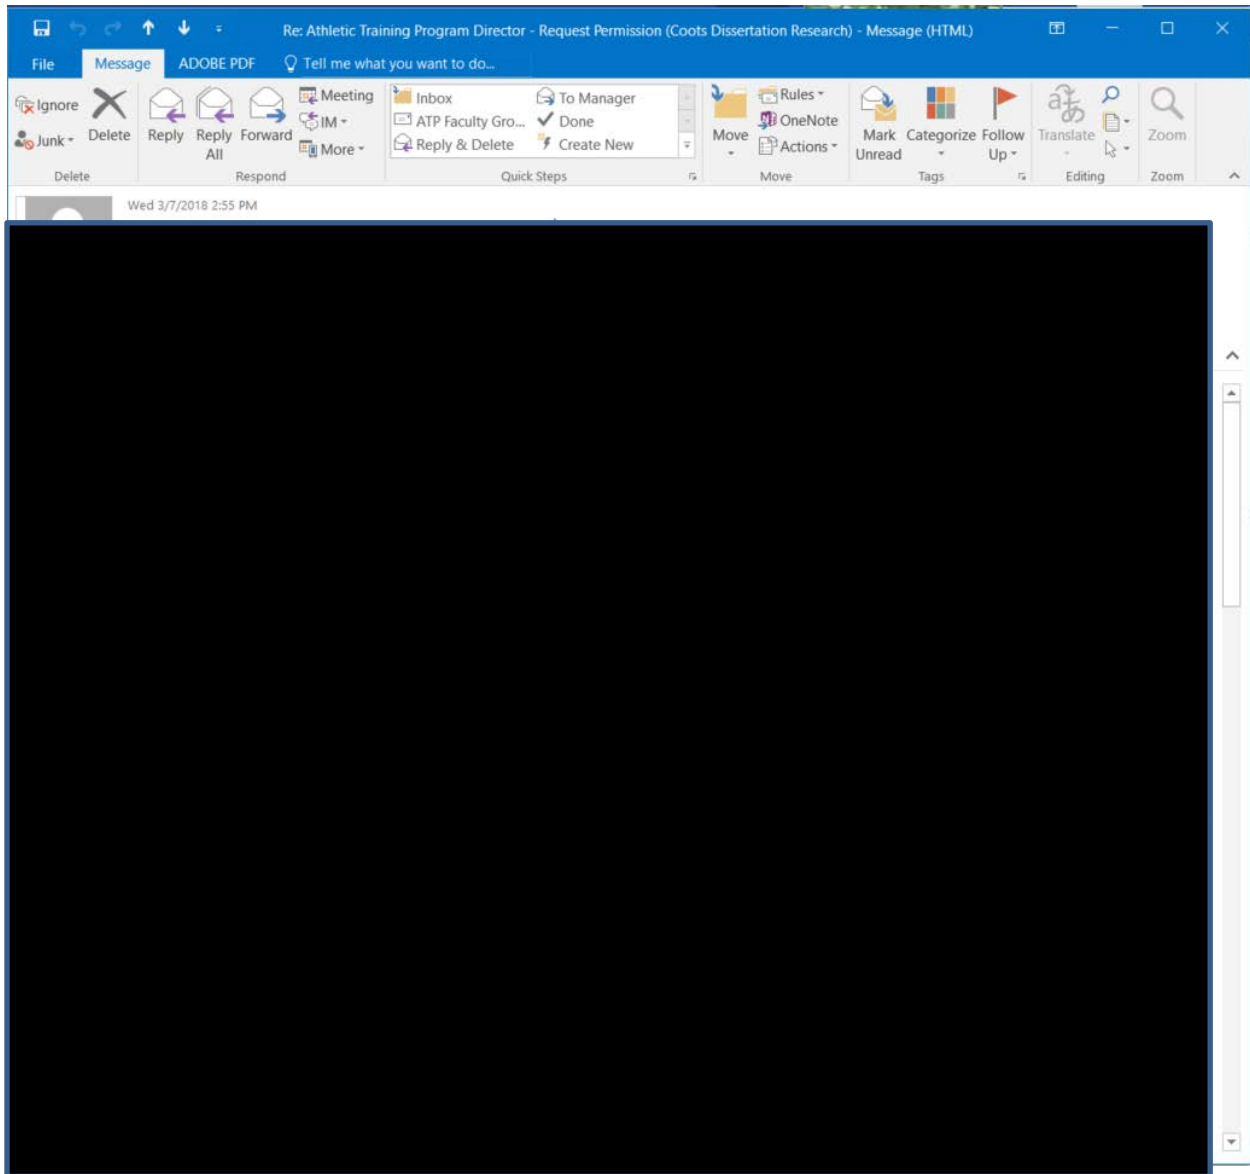 Re: Athletic Training Program Director - Request Permission (Coots Dissertation Research) - Message (HTML)
File Message ADOBE PDF Tell me what you want to do...
Ignore
Junk
Delete
Reply
Reply All
Forward
Meeting
IM
More
Inbox
ATP Faculty Gro...
Reply & Delete
To Manager
Done
Create New
Move
Rules
OneNote
Actions
Mark Unread
Categorize
Follow Up
Translate
Zoom
Delete Respond Quick Steps Move Tags Editing Zoom
Wed 3/7/2018 2:55 PM